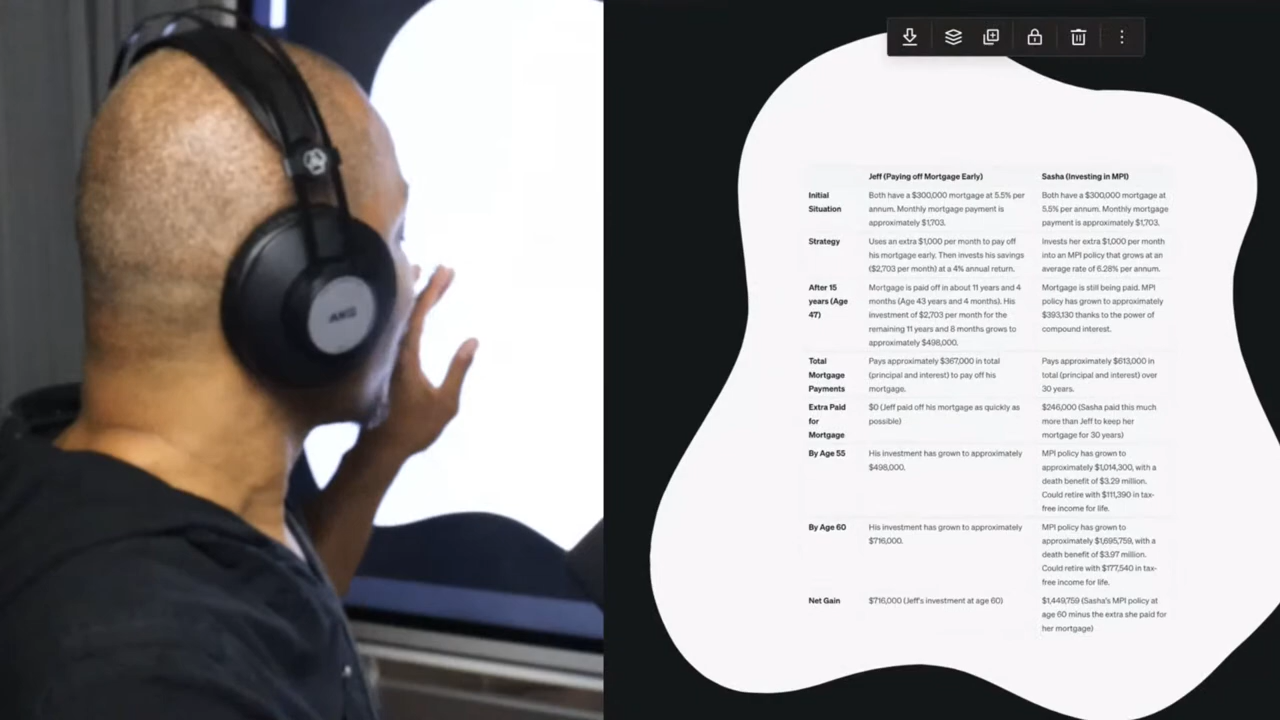 AKG
Jeff (Paying off Mortgage Early)
Sasha (Investing in MPI)
Initial
Situation
Both have a $300,000 mortgage at 5.5% per
annum. Monthly mortgage payment is
approximately $1,703.
Both have a $300,000 mortgage at
5.5% per annum. Monthly mortgage
payment is approximately $1,703.
Strategy
Uses an extra $1,000 per month to pay off
his mortgage early. Then invests his savings
($2,703 per month) at a 4% annual return.
Invests her extra $1,000 per month
into an MPI policy that grows at an
average rate of 6.28% per annum.
After 15
years (Age
47)
Mortgage is paid off in about 11 years and 4
months (Age 43 years and 4 months). His
investment of $2,703 per month for the
remaining 11 years and 8 months grows to
approximately $498,000.
Mortgage is still being paid. MPI
policy has grown to approximately
$393,130 thanks to the power of
compound interest.
Total
Mortgage
Payments
Pays approximately $367,000 in total
(principal and interest) to pay off his
mortgage.
Pays approximately $613,000 in
total (principal and interest) over
30 years.
Extra Paid
for
Mortgage
$0 (Jeff paid off his mortgage as quickly as
possible)
$246,000 (Sasha paid this much
more than Jeff to keep her
mortgage for 30 years)
By Age 55
His investment has grown to approximately
$498,000.
MPI policy has grown to
approximately $1,014,300, with a
death benefit of $3.29 million.
Could retire with $111,390 in tax-
free income for life.
By Age 60
His investment has grown to approximately
$716,000.
MPI policy has grown to
approximately $1,695,759, with a
death benefit of $3.97 million.
Could retire with $177,540 in tax-
free income for life.
Net Gain
$716,000 (Jeff's investment at age 60)
$1,449,759 (Sasha's MPI policy at
age 60 minus the extra she paid for
her mortgage)